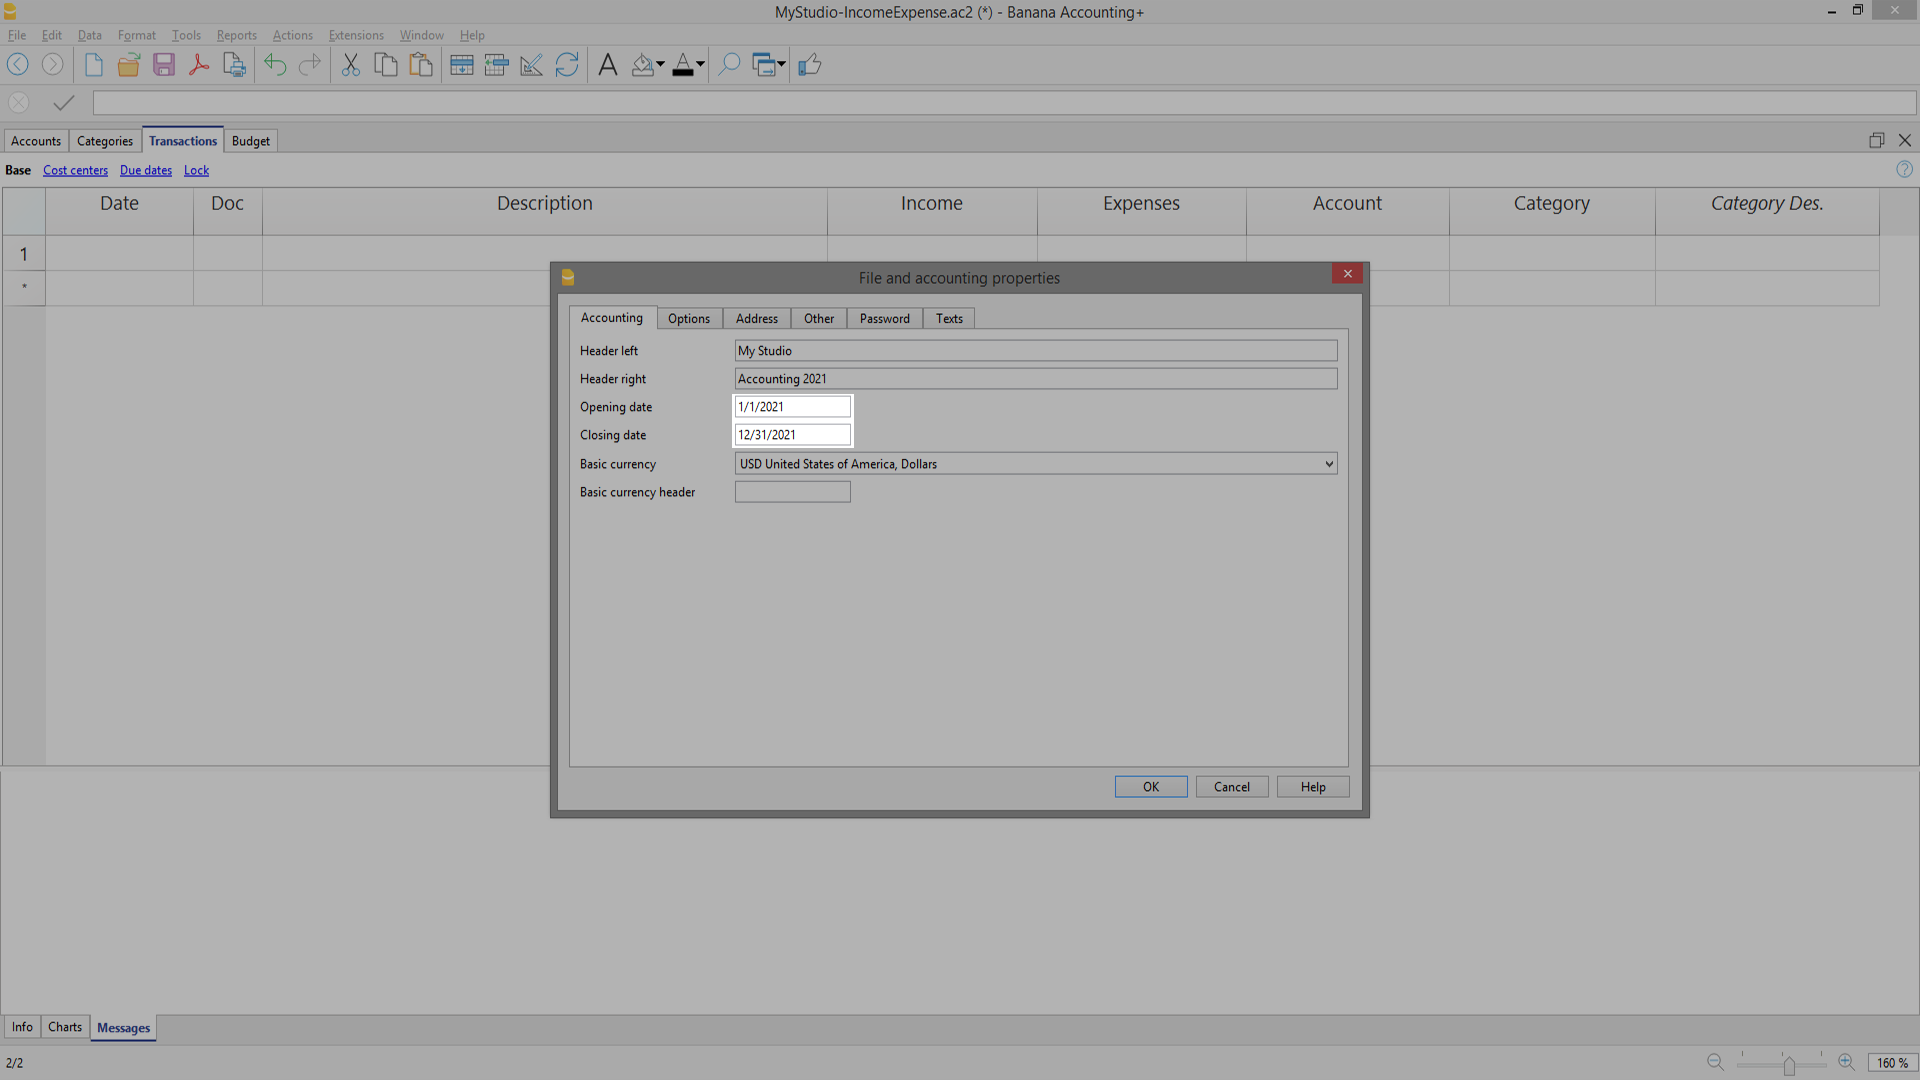 MyStudio-IncomeExpense.ac2 (*) - Banana Accounting+
File Edit Data Format Tools Reports Actions Extensions Window Help
Accounts Categories Transactions Budget
Base Cost centers Due dates Lock
Date Doc Description Income Expenses Account Category Category Des.
1
*
File and accounting properties
Accounting Options Address Other Password Texts
Header left My Studio
Header right Accounting 2021
Opening date 1/1/2021
Closing date 12/31/2021
Basic currency USD United States of America, Dollars
Basic currency header
OK Cancel Help
Info Charts Messages
2/2 160 %